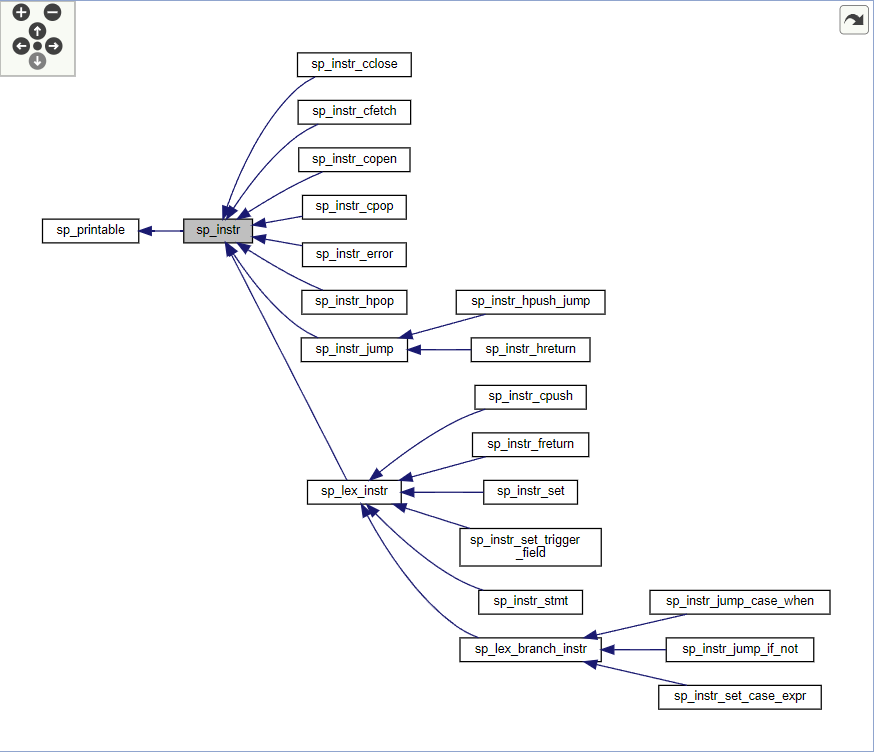 sp_instr_cclose
sp_instr_cfetch
sp_instr_copen
sp_instr_cpop
sp_printable
sp_instr
sp_instr_error
sp_instr_hpop
sp_instr_hpush_jump
sp_instr_jump
sp_instr_hreturn
sp_instr_cpush
sp_instr_freturn
sp_lex_instr
sp_instr_set
sp_instr_set_trigger
_field
sp_instr_stmt
sp_instr_jump_case_when
sp_lex_branch_instr
sp_instr_jump_if_not
sp_instr_set_case_expr